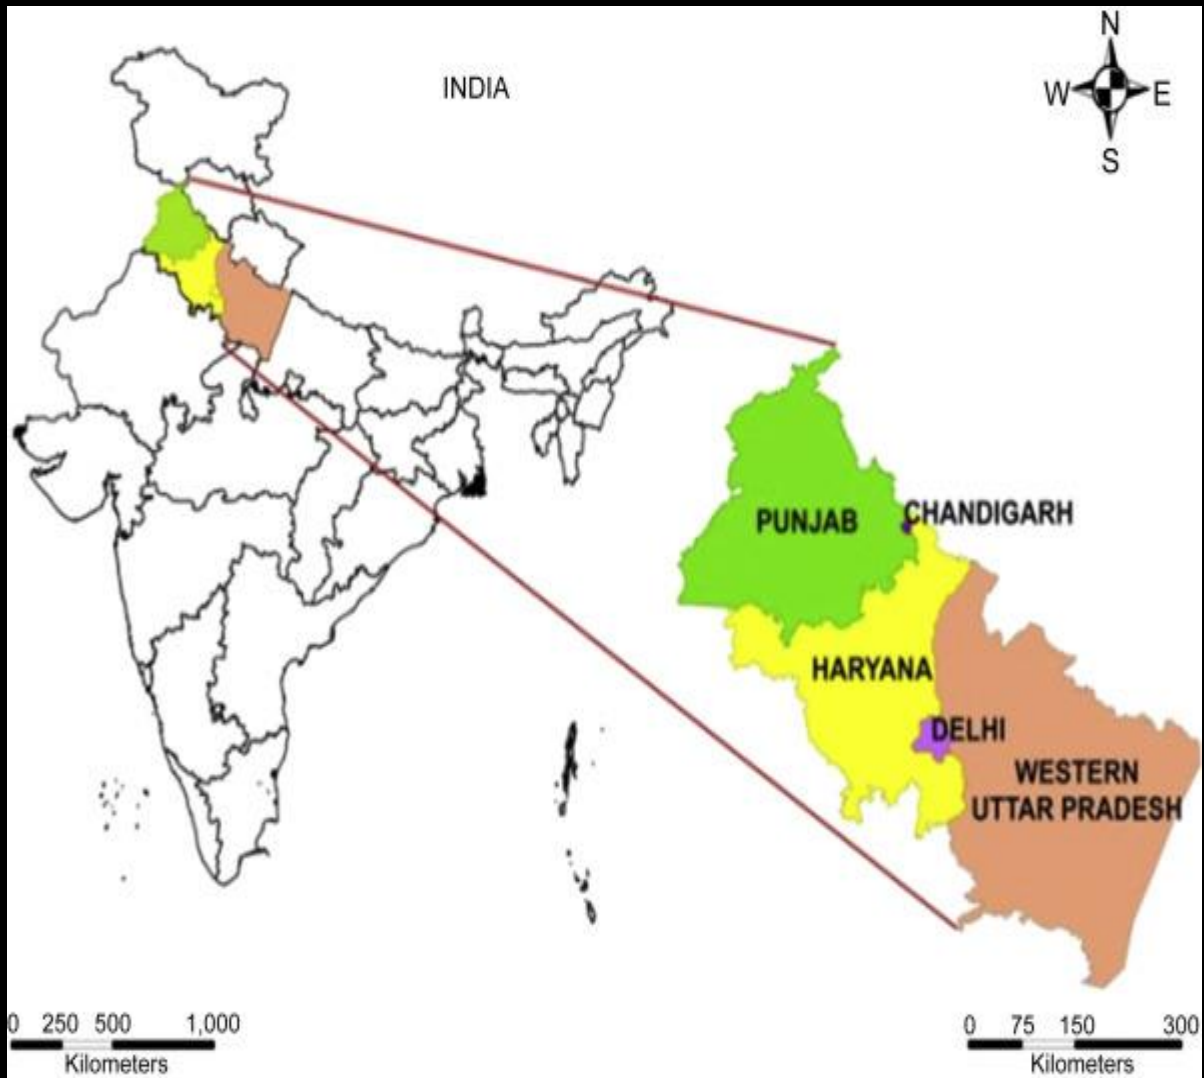 INDIA
N
W E
S
PUNJAB
CHANDIGARH
HARYANA
DELHI
WESTERN
UTTAR PRADESH
0 250 500 1,000
Kilometers
0 75 150 300
Kilometers